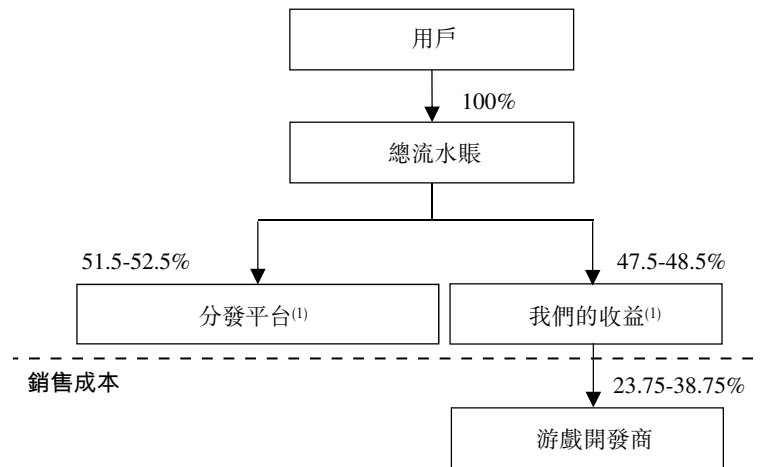 用戶
100%
總流水賬
51.5-52.5%
47.5-48.5%
分發平台(1)
我們的收益(1)
銷售成本
23.75-38.75%
游戲開發商